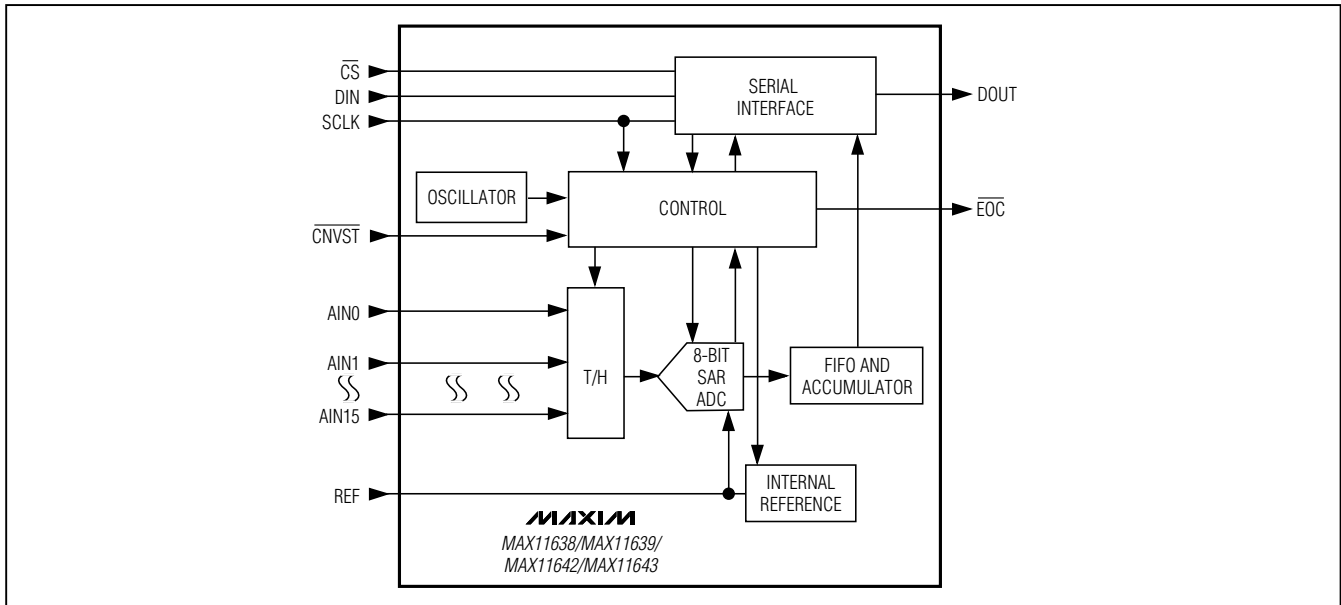 CS
DIN
SCLK
SERIAL
INTERFACE
DOUT
OSCILLATOR
CONTROL
EOC
CNVST
AIN0
AIN1
AIN15
T/H
8-BIT
SAR
ADC
FIFO AND
ACCUMULATOR
REF
INTERNAL
REFERENCE
MAXIM
MAX11638/MAX11639/
MAX11642/MAX11643